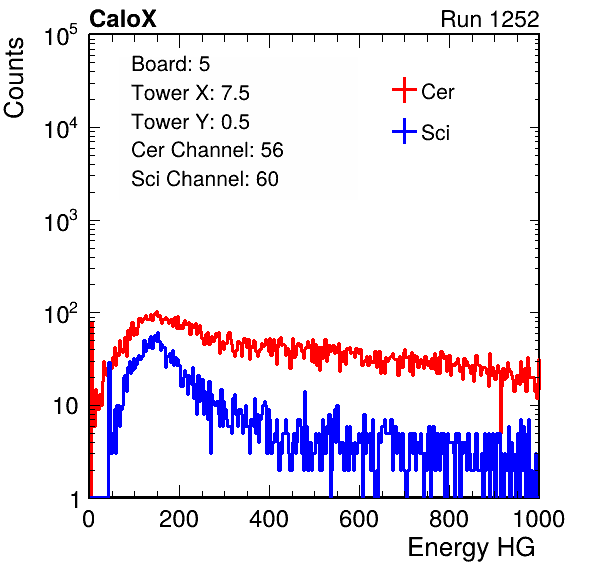 CaloX Run 1252
Counts
Board: 5
Tower X: 7.5
Tower Y: 0.5
Cer Channel: 56
Sci Channel: 60
Cer
Sci
10^5
10^4
10^3
10^2
10
1
0 200 400 600 800 1000
Energy HG